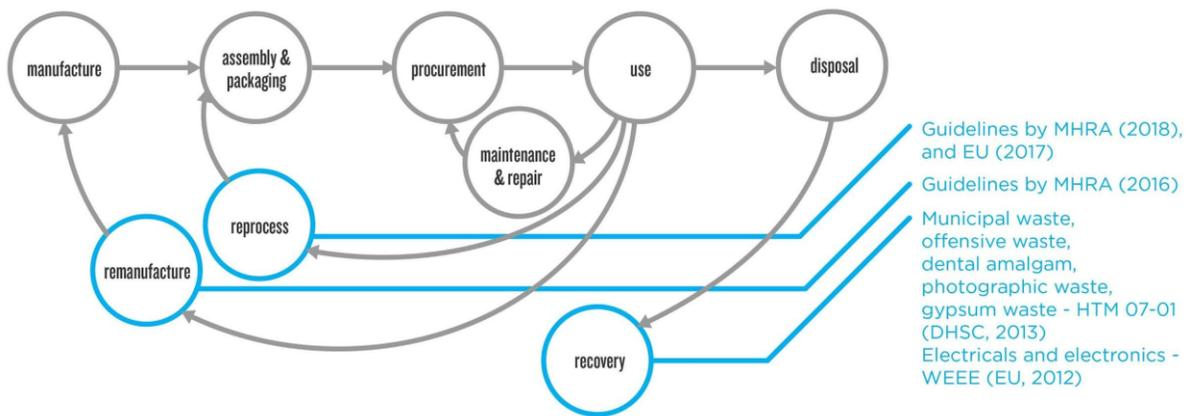 manufacture
assembly &
packaging
procurement
use
disposal
maintenance
& repair
reprocess
remanufacture
recovery
Guidelines by MHRA (2018),
and EU (2017)
Guidelines by MHRA (2016)
Municipal waste,
offensive waste,
dental amalgam,
photographic waste,
gypsum waste - HTM 07-01
(DHSC, 2013)
Electricals and electronics -
WEEE (EU, 2012)